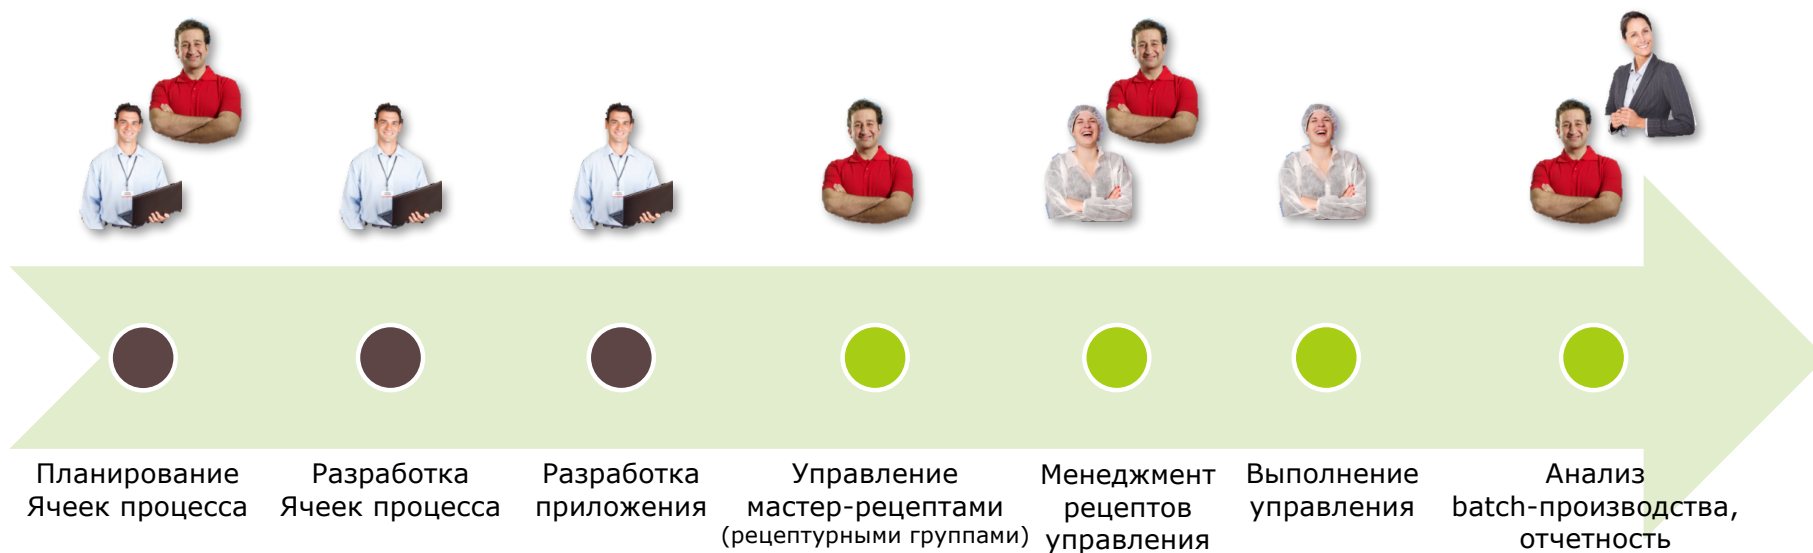 Планирование
Ячеек процесса
Разработка
Ячеек процесса
Разработка
приложения
Управление
мастер-рецептами
(рецептурными группами)
Менеджмент
рецептов
управления
Выполнение
управления
Анализ
batch-производства,
отчетность